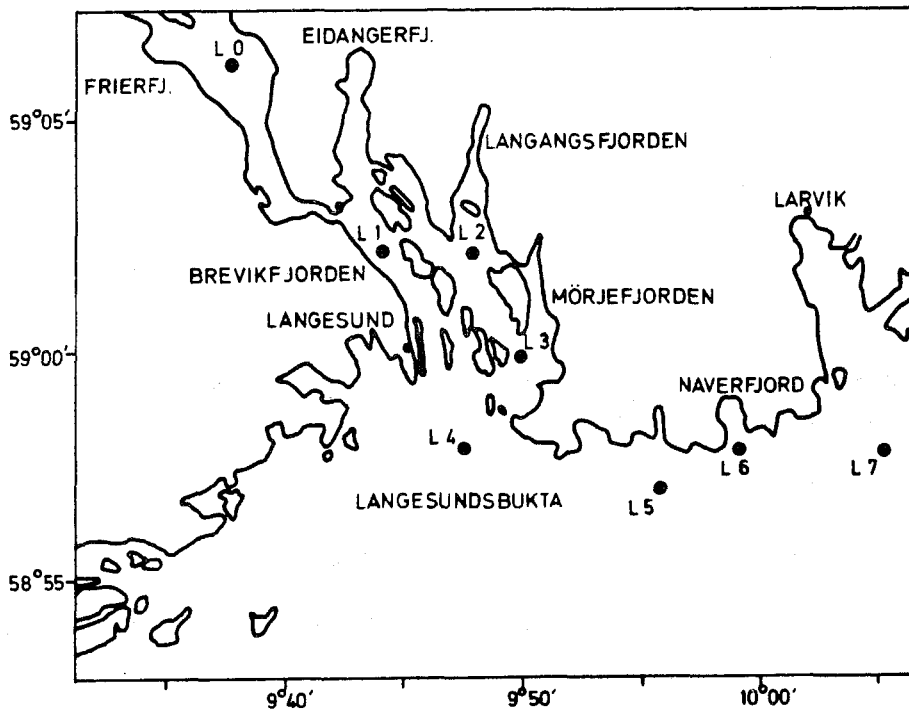 EIDANGERFJ.
L 0
FRIERFJ.
59°05'
LANGANGSFJORDEN
LARVIK
L 1
L 2
BREVIKFJORDEN
MÖRJEFJORDEN
LANGESUND
L 3
59°00'
NAVERFJORD
L 4
L 6
L 7
LANGESUNDSBUKTA
L 5
58°55'
9°40'
9°50'
10°00'